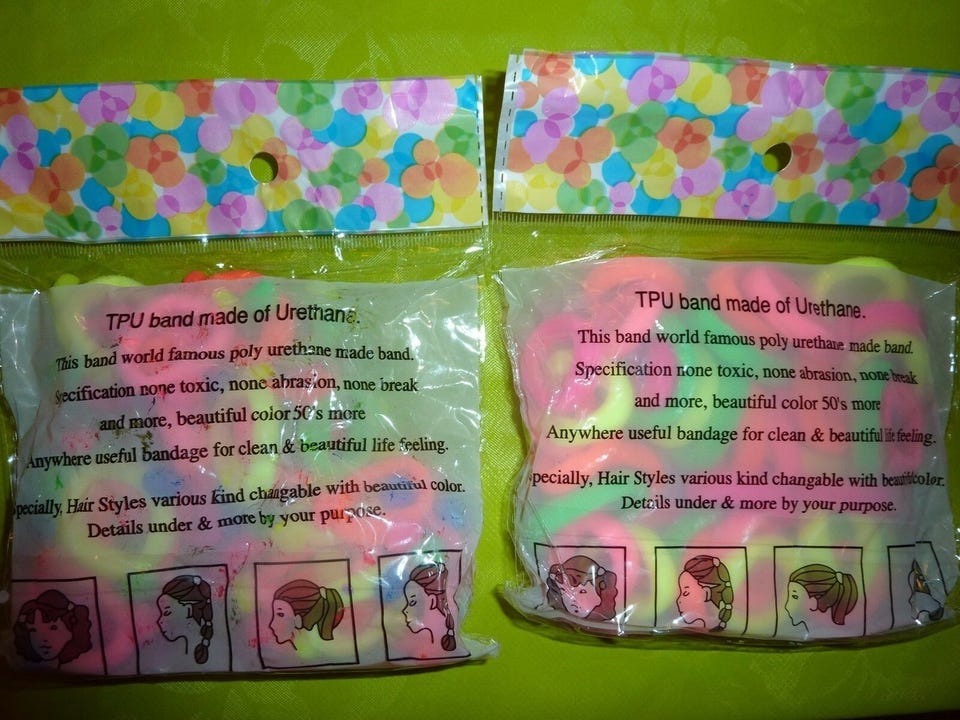 TPU band made of Urethane.
This band world famous poly urethane made band.
Specification none toxic, none abrasion, none break
and more, beautiful color 50's more
Anywhere useful bandage for clean & beautiful life feeling.
pecially, Hair Styles various kind changable with beautiful color.
Details under & more by your purpose.
TPU band made of Urethane.
This band world famous poly urethane made band.
Specification none toxic, none abrasion, none break
and more, beautiful color 50's more
Anywhere useful bandage for clean & beautiful life feeling.
pecially, Hair Styles various kind changable with beautiful color.
Details under & more by your purpose.